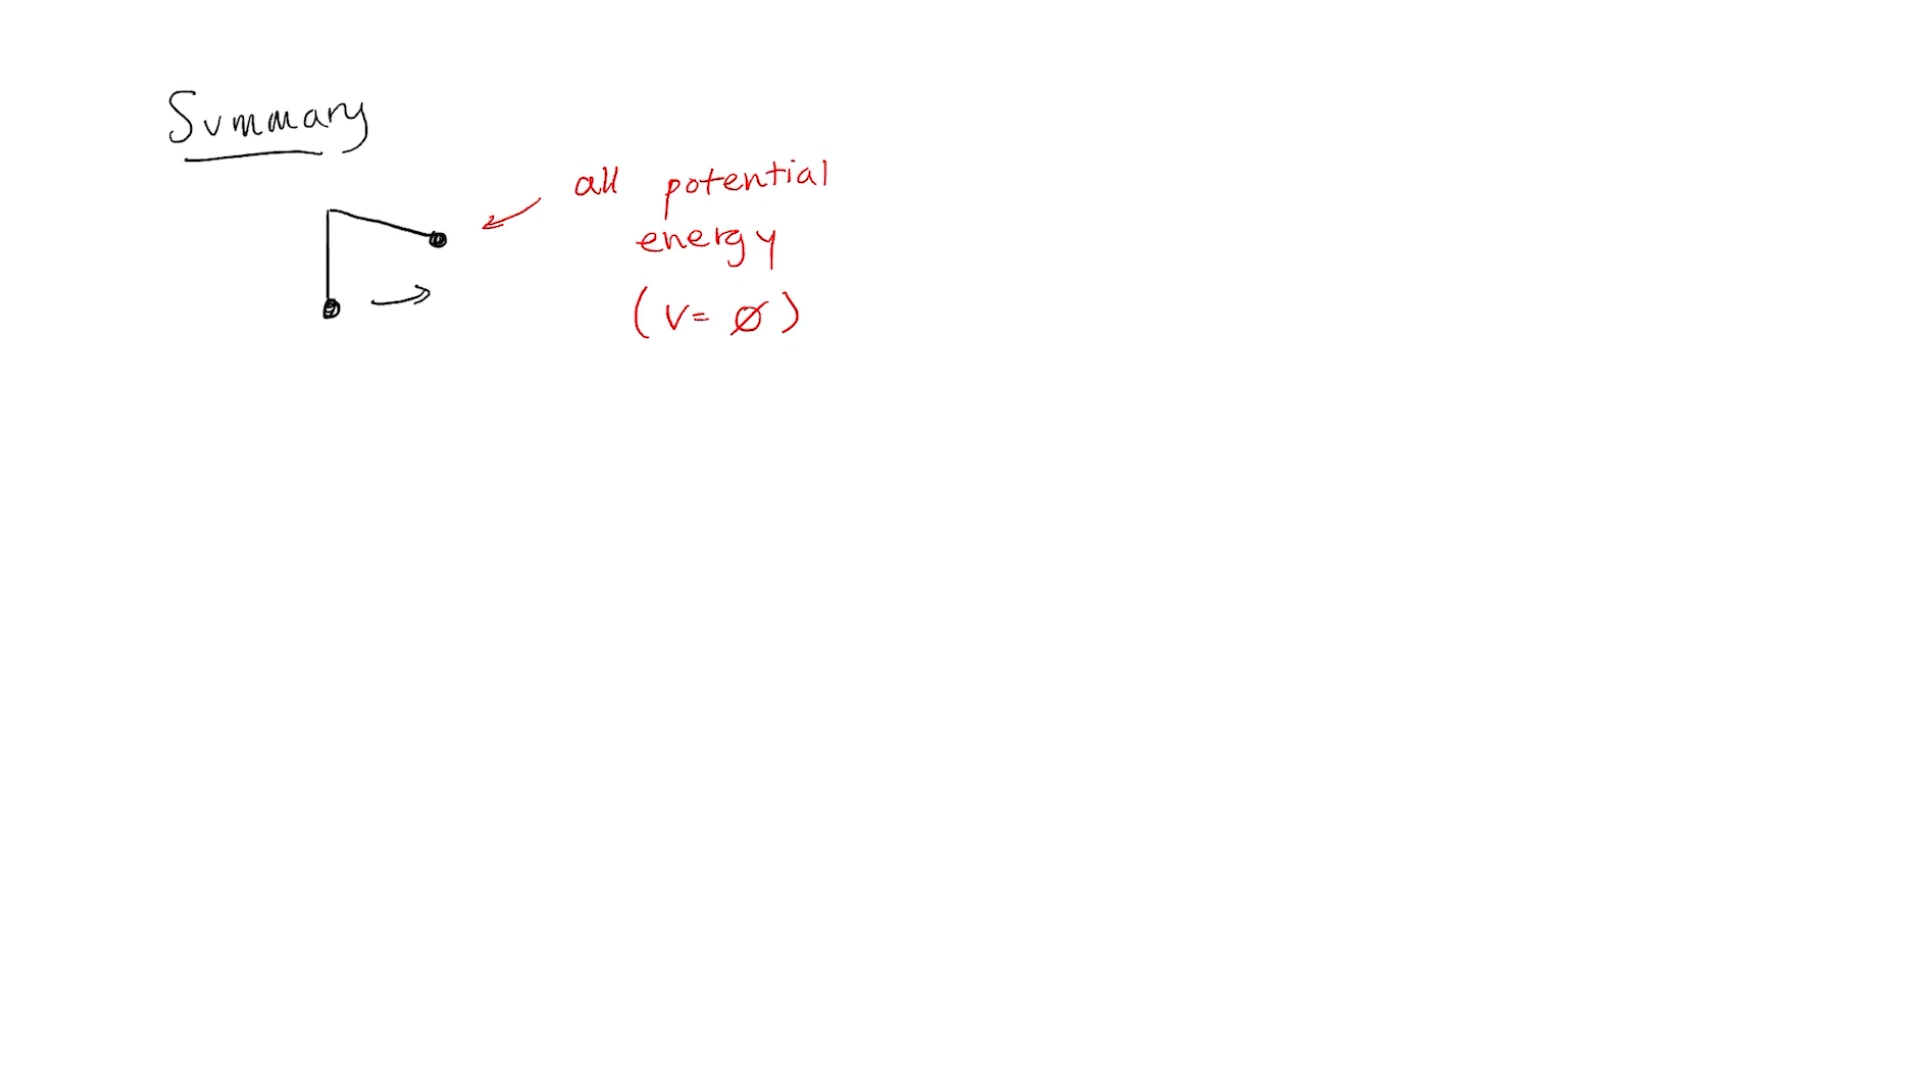 Summary
all potential
energy
(v= ∅)